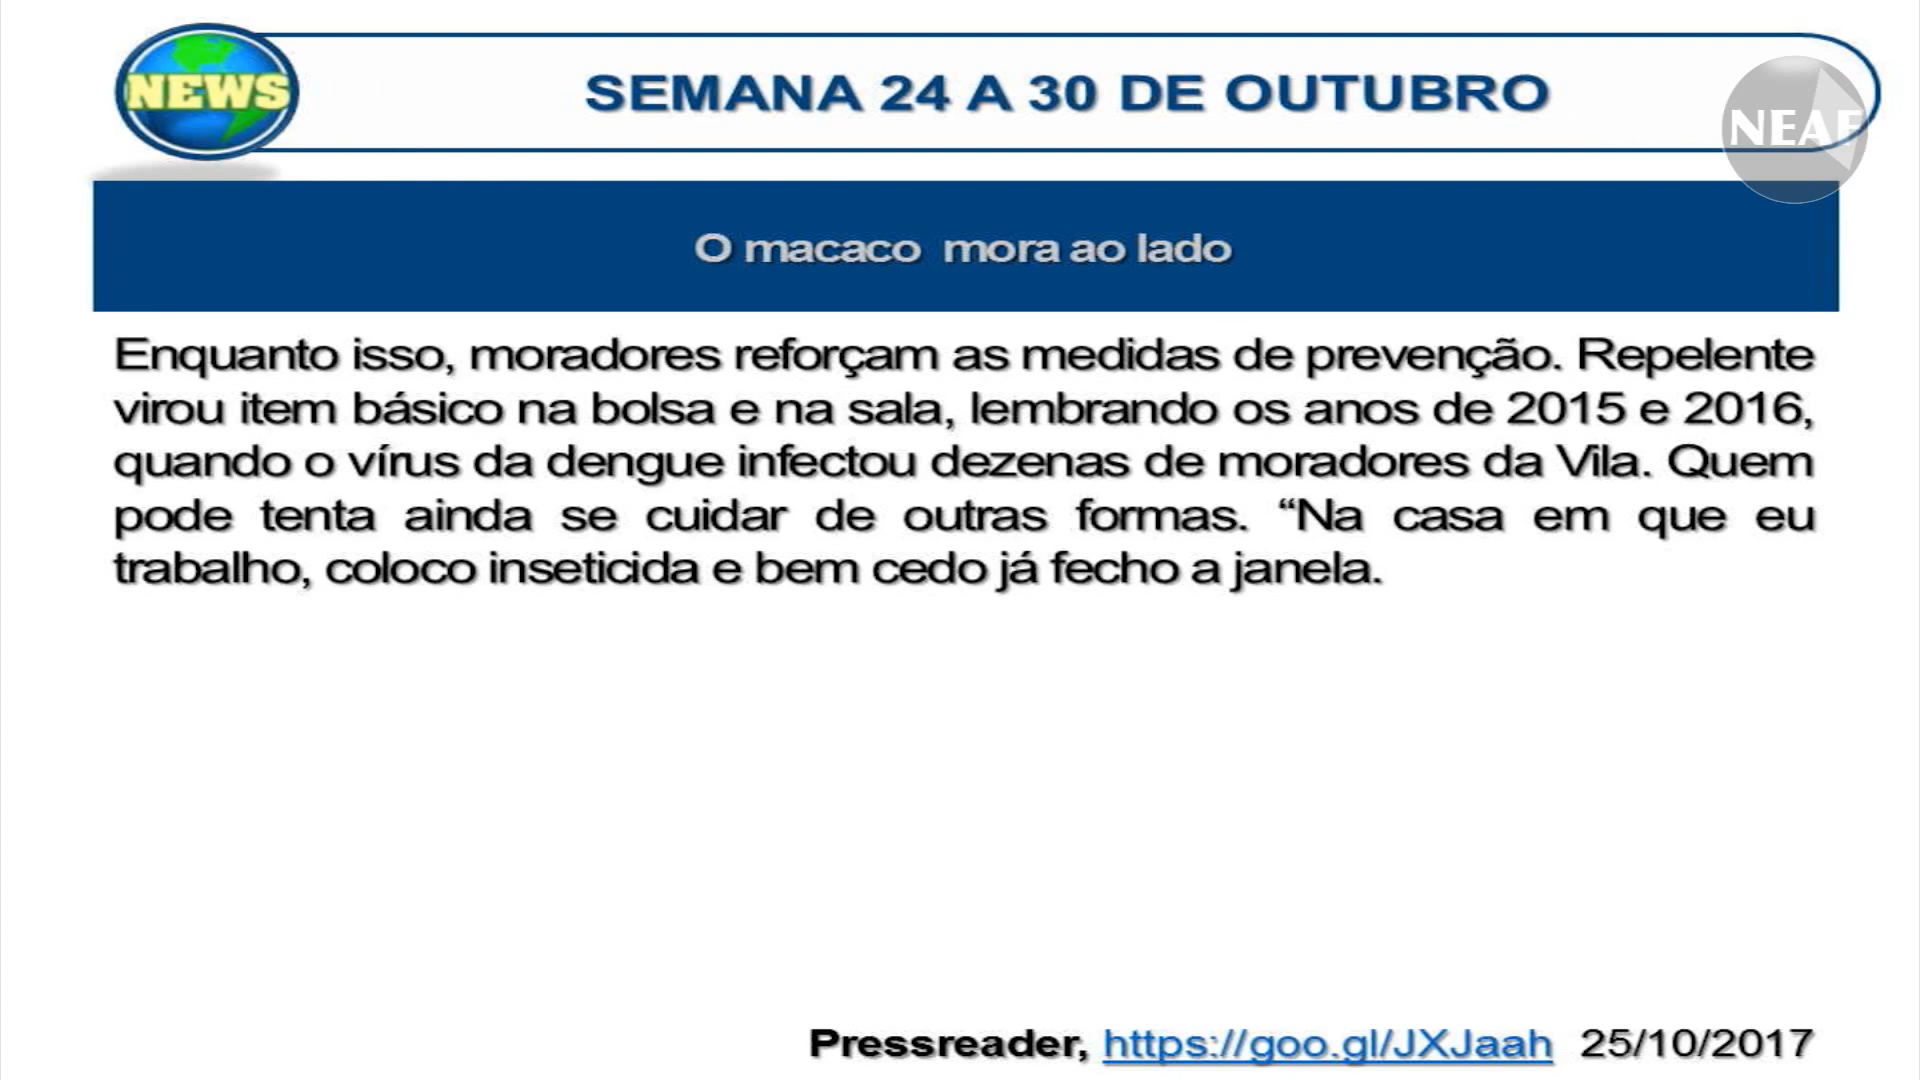 NEWS
SEMANA 24 A 30 DE OUTUBRO
NEAF
O macaco mora ao lado
Enquanto isso, moradores reforçam as medidas de prevenção. Repelente
virou item básico na bolsa e na sala, lembrando os anos de 2015 e 2016,
quando o vírus da dengue infectou dezenas de moradores da Vila. Quem
pode tenta ainda se cuidar de outras formas. “Na casa em que eu
trabalho, coloco inseticida e bem cedo já fecho a janela.
Pressreader, https://goo.gl/JXJaah 25/10/2017